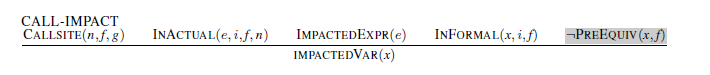 CALL-IMPACT
CALLSITE(n,f,g) INACTUAL(e,i,f,n) IMPACTEDEXPR(e) INFORMAL(x,i,f) ¬PREEQUIV(x,f)
IMPACTEDVAR(x)